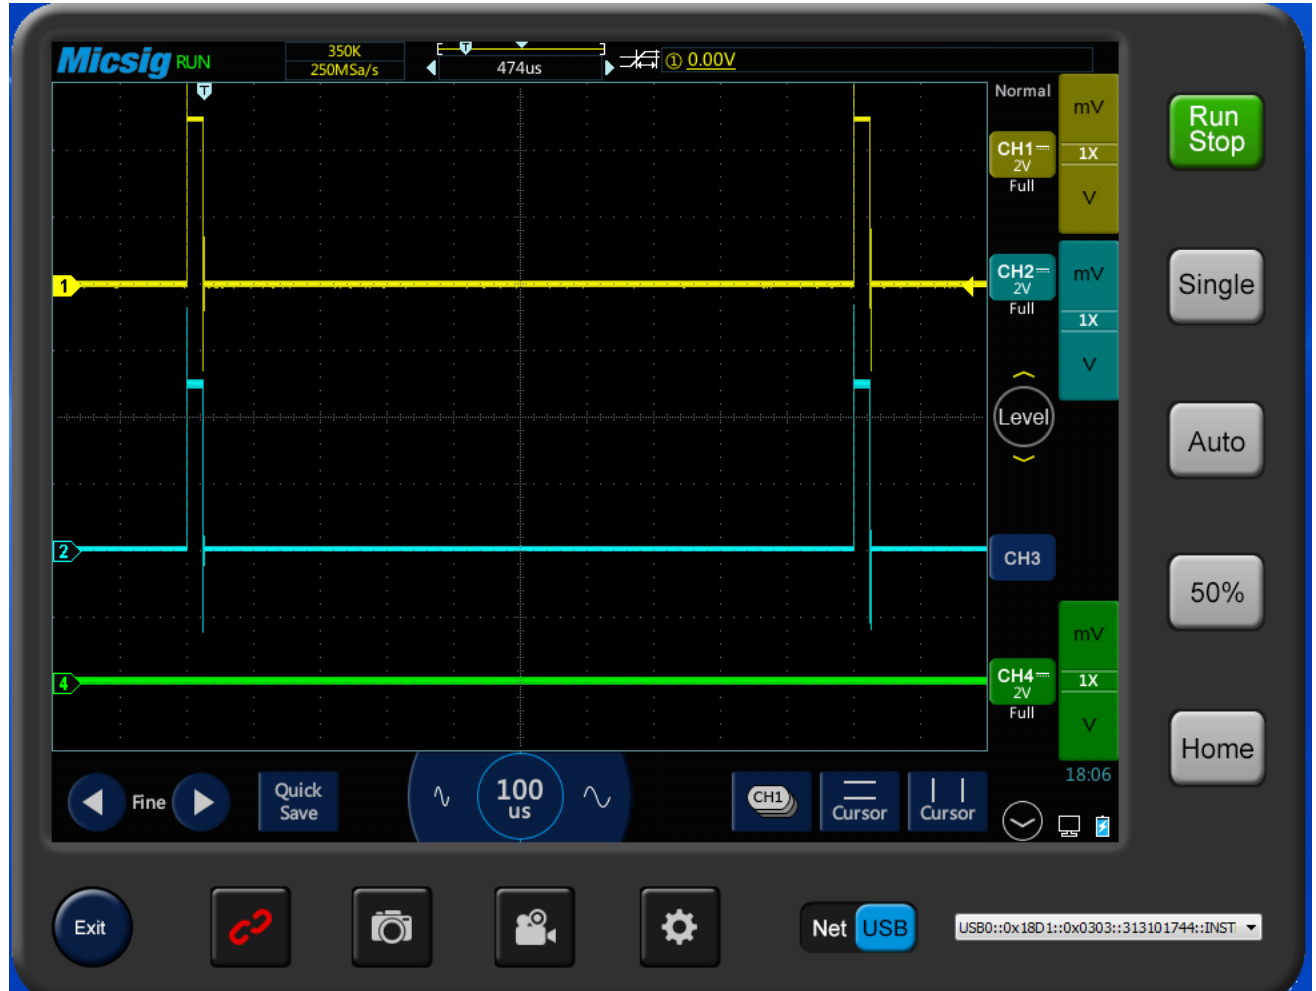 Micsig RUN
350K
250MSa/s
T
474us
① 0.00V
T
Normal
mV
CH1
2V
Full
1X
V
Run
Stop
1
CH2
2V
Full
mV
1X
V
Single
Level
Auto
2
CH3
50%
4
CH4
2V
Full
mV
1X
V
Home
18:06
Fine
Quick
Save
100
us
CH1
Cursor
Cursor
Exit
Net USB
USB0::0x18D1::0x0303::313101744::INST